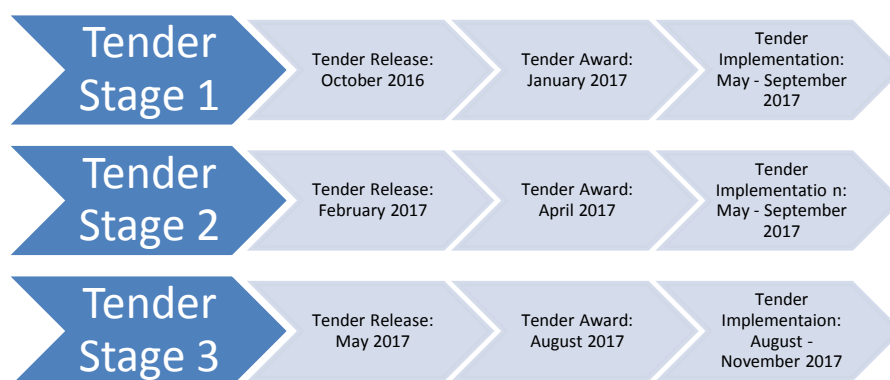 Tender
Stage 1
Tender Release:
October 2016
Tender Award:
January 2017
Tender
Implementation:
May - September
2017
Tender
Stage 2
Tender Release:
February 2017
Tender Award:
April 2017
Tender
Implementatio n:
May - September
2017
Tender
Stage 3
Tender Release:
May 2017
Tender Award:
August 2017
Tender
Implementaion:
August -
November 2017